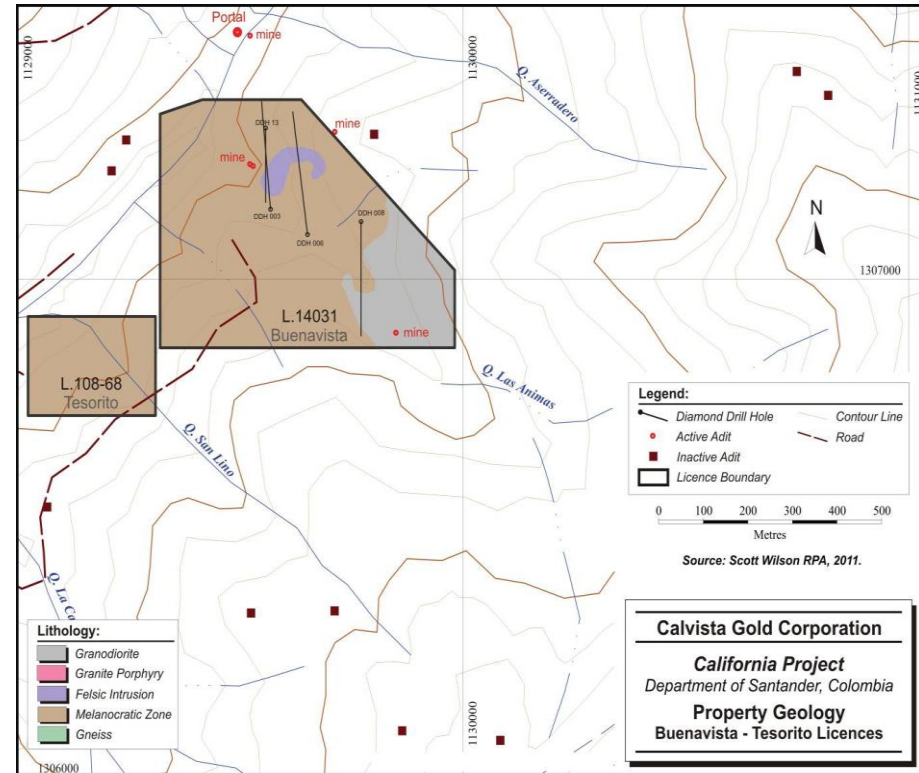 Portal
mine
1129000
1130000
1131000
Q. Aserradero
mine
DDH 13
mine
DDH 003
DDH 006
DDH 008
N
1307000
L.14031
Buenavista
mine
L.108-68
Tesorito
Q. Las Animas
Q. San Lino
Legend:
Diamond Drill Hole
Contour Line
Active Adit
Road
Inactive Adit
Licence Boundary
0 100 200 300 400 500
Metres
Source: Scott Wilson RPA, 2011.
Q. La
Lithology:
Granodiorite
Granite Porphyry
Felsic Intrusion
Melanocratic Zone
Gneiss
1306000
1130000
Calvista Gold Corporation
California Project
Department of Santander, Colombia
Property Geology
Buenavista - Tesorito Licences